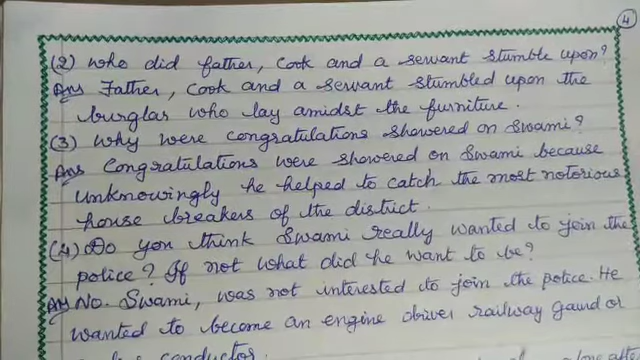 4
(2) who did father, cook and a servant stumble upon?
Ans Father, cook and a servant stumbled upon the
burglar who lay amidst the furniture.
(3) why were congratulations showered on Swami?
Ans Congratulations were showered on Swami because
unknowingly he helped to catch the most notorious
house breakers of the district.
(4) Do you think Swami really wanted to join the
police? If not what did he want to be?
Ans No. Swami, was not interested to join the police. He
wanted to become an engine driver railway gaurd or
conductor.